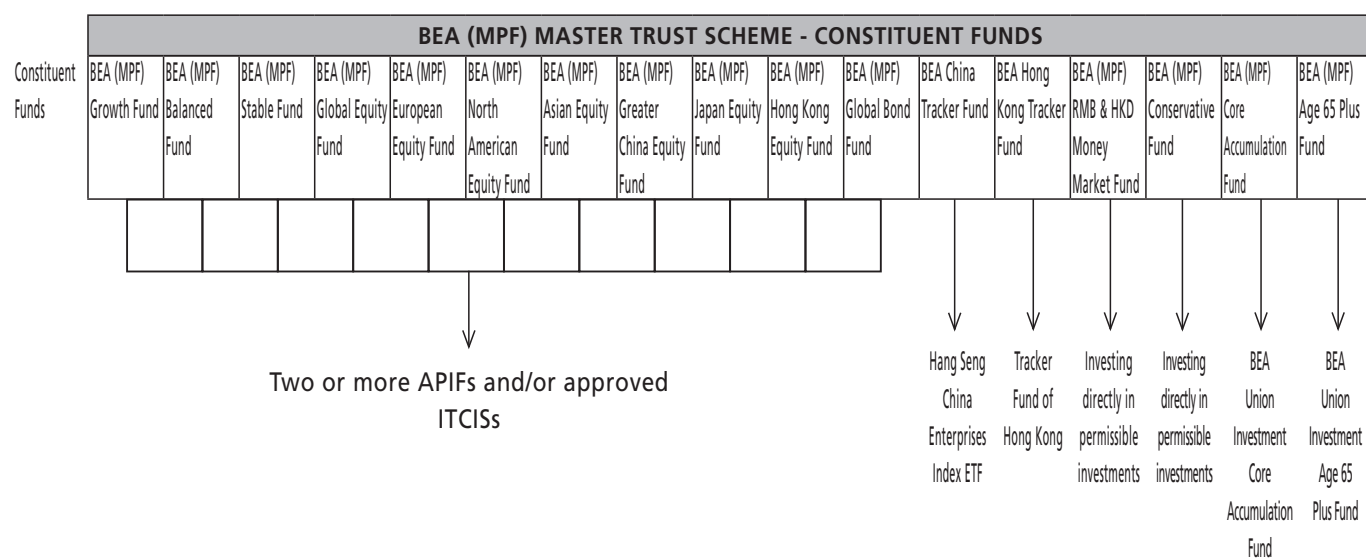 BEA (MPF) MASTER TRUST SCHEME - CONSTITUENT FUNDS
Constituent
Funds
BEA (MPF)
Growth Fund
BEA (MPF)
Balanced
Fund
BEA (MPF)
Stable Fund
BEA (MPF)
Global Equity
Fund
BEA (MPF)
European
Equity Fund
BEA (MPF)
North
American
Equity Fund
BEA (MPF)
Asian Equity
Fund
BEA (MPF)
Greater
China Equity
Fund
BEA (MPF)
Japan Equity
Fund
BEA (MPF)
Hong Kong
Equity Fund
BEA (MPF)
Global Bond
Fund
BEA China
Tracker Fund
BEA Hong
Kong Tracker
Fund
BEA (MPF)
RMB & HKD
Money
Market Fund
BEA (MPF)
Conservative
Fund
BEA (MPF)
Core
Accumulation
Fund
BEA (MPF)
Age 65 Plus
Fund
Two or more APIFs and/or approved
ITCISs
Hang Seng
China
Enterprises
Index ETF
Tracker
Fund of
Hong Kong
Investing
directly in
permissible
investments
Investing
directly in
permissible
investments
BEA
Union
Investment
Core
Accumulation
Fund
BEA
Union
Investment
Age 65
Plus Fund